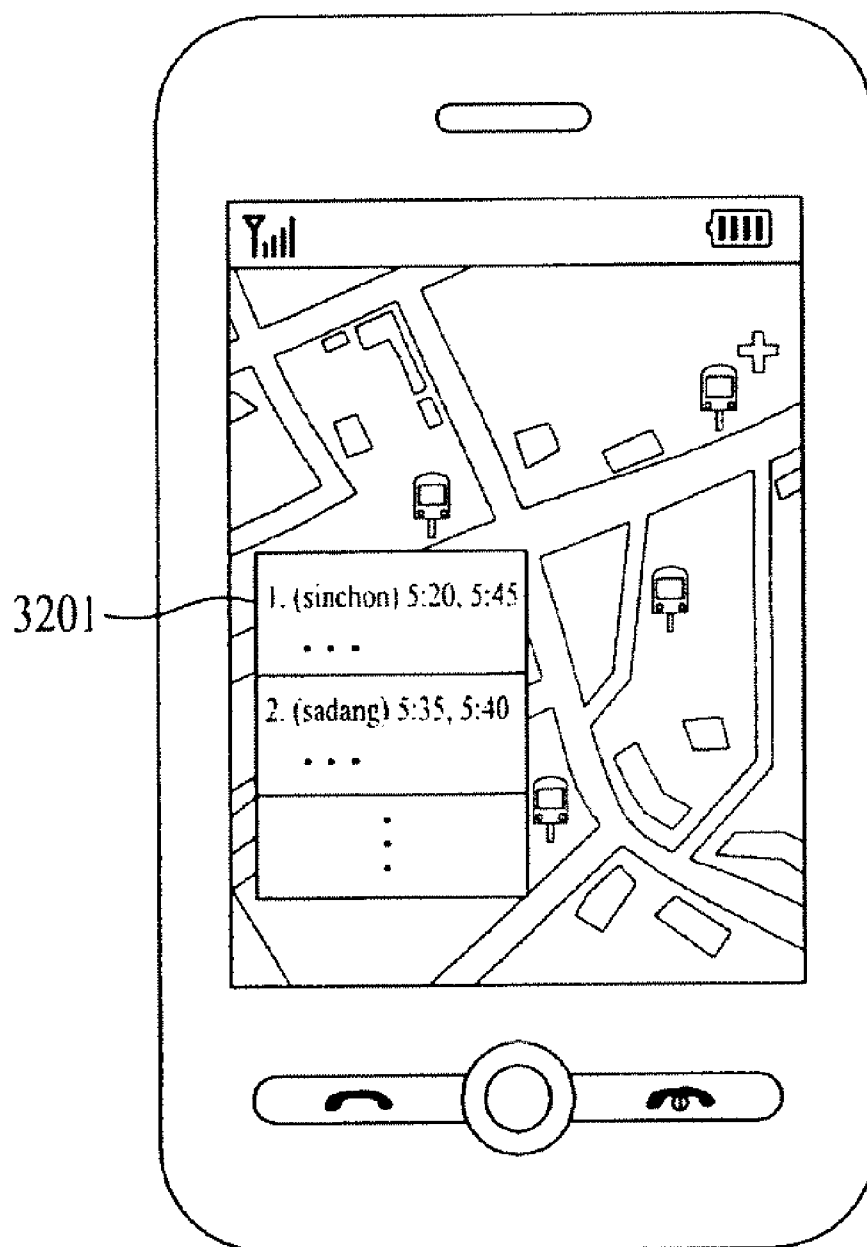 1. (sinchon) 5:20, 5:45
. . .
3201
2. (sadang) 5:35, 5:40
. . .